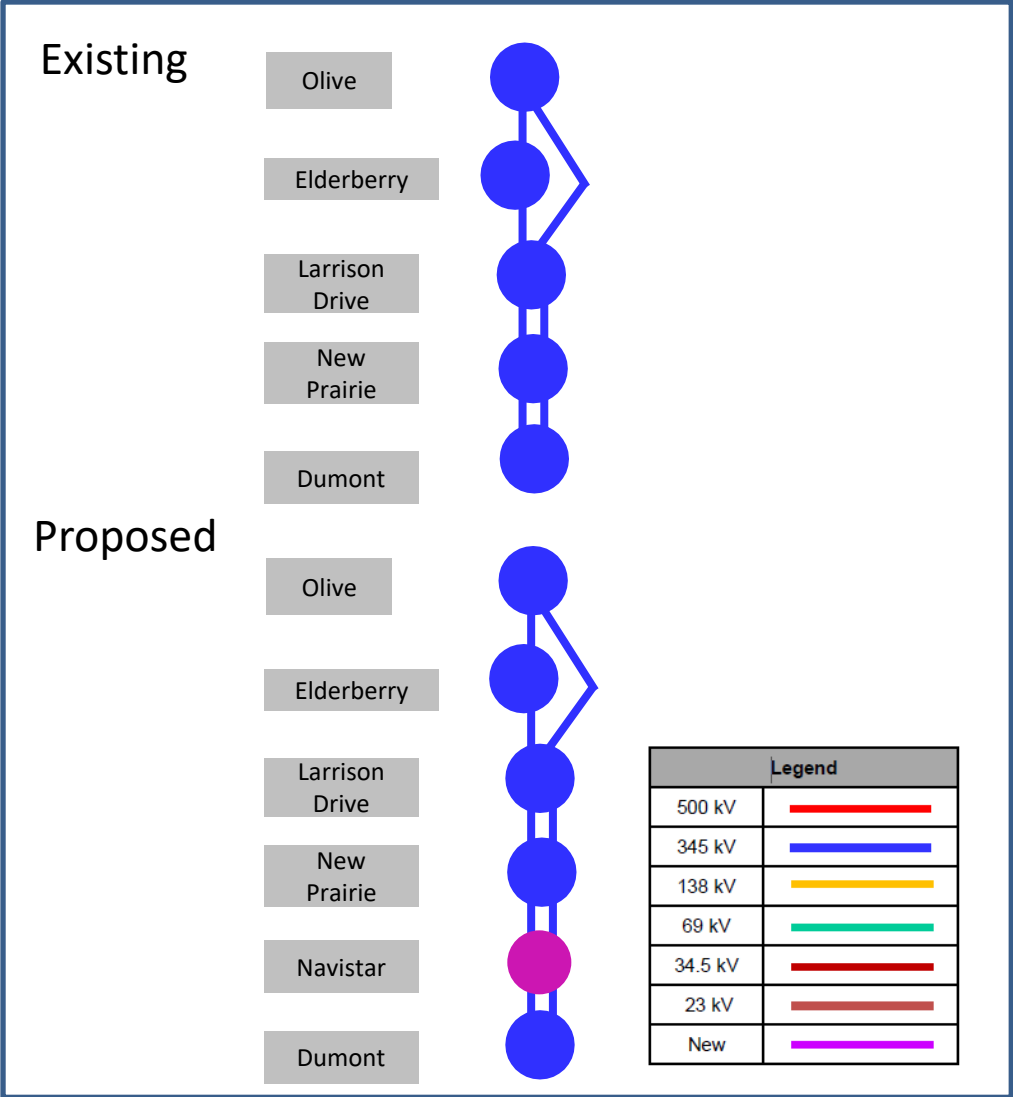 Existing
Olive
Elderberry
Larrison
Drive
New
Prairie
Dumont
Proposed
Olive
Elderberry
Larrison
Drive
New
Prairie
Navistar
Dumont
Legend
500 kV
345 kV
138 kV
69 kV
34.5 kV
23 kV
New